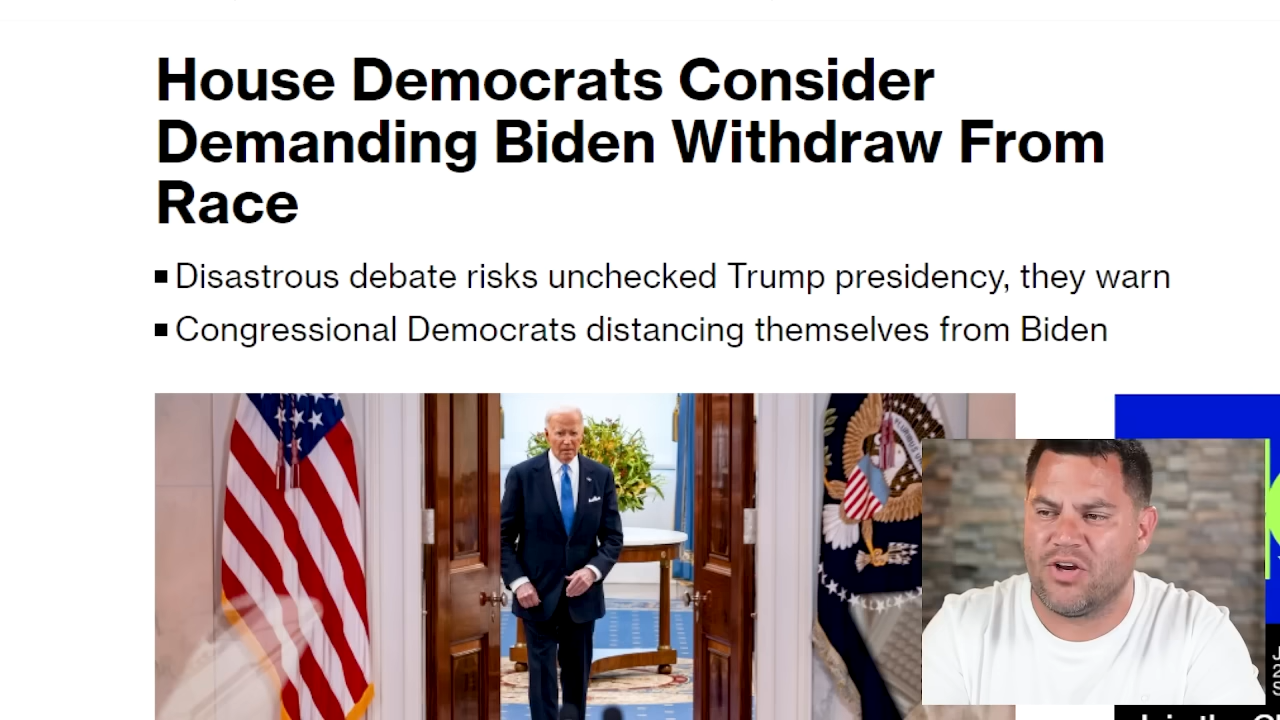 House Democrats Consider
Demanding Biden Withdraw From
Race
■ Disastrous debate risks unchecked Trump presidency, they warn
■ Congressional Democrats distancing themselves from Biden